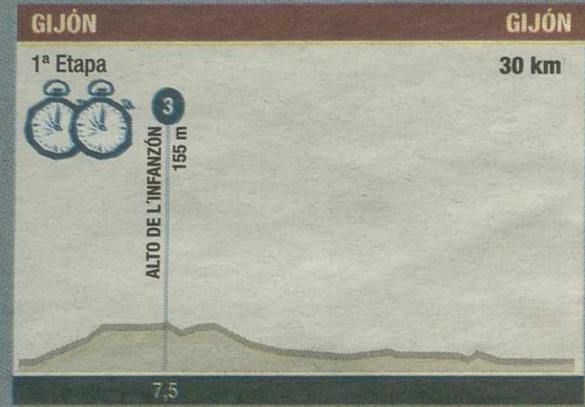 GIJÓN GIJÓN
1ª Etapa 30 km
3
ALTO DE L´INFANZÓN
155 m
7,5